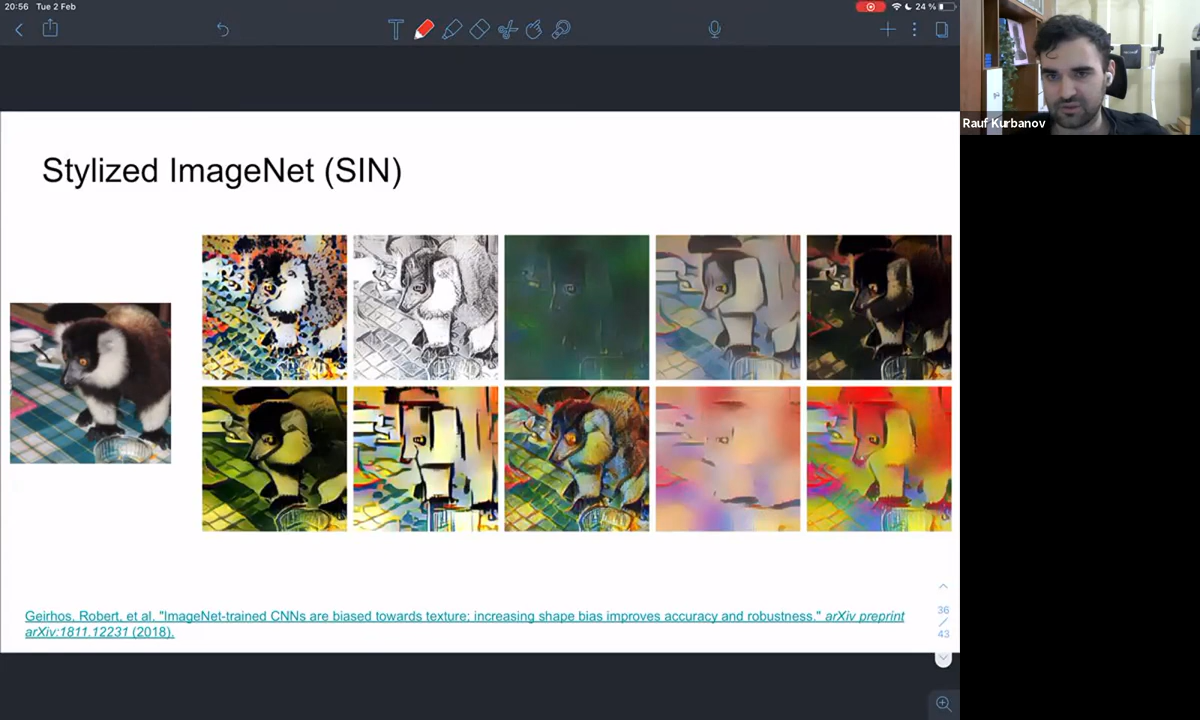 20:56 Tue 2 Feb
24 %
T
Rauf Kurbanov
Stylized ImageNet (SIN)
Geirhos, Robert, et al. "ImageNet-trained CNNs are biased towards texture; increasing shape bias improves accuracy and robustness." arXiv preprint
arXiv:1811.12231 (2018).
36
/
43